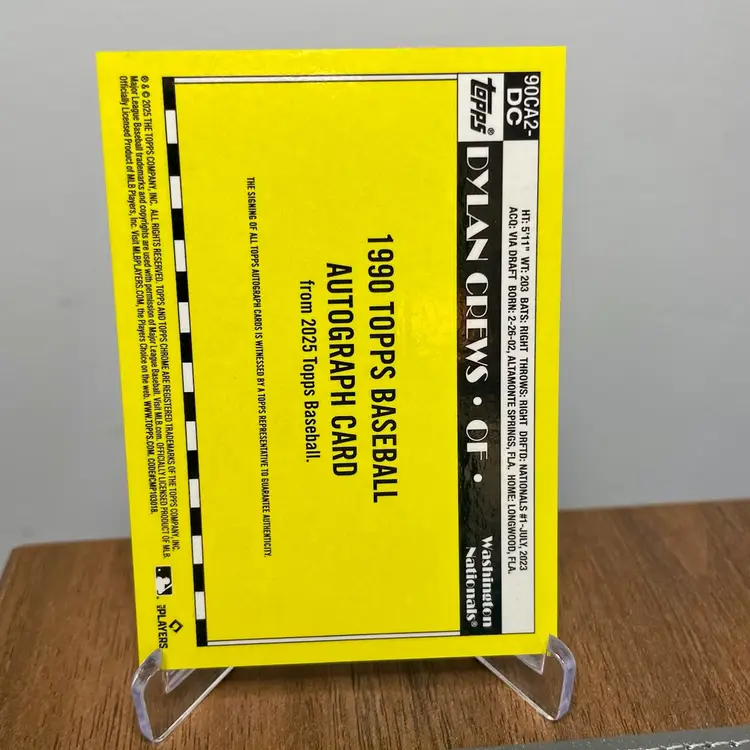 90CA2-
DC
topps®
HT: 5'11" WT: 203 BATS: RIGHT THROWS: RIGHT DRFTD: NATIONALS #1-JULY, 2023
ACQ: VIA DRAFT BORN: 2-26-02, ALTAMONTE SPRINGS, FLA. HOME: LONGWOOD, FLA.
DYLAN CREWS • OF •
Washington
Nationals®
1990 TOPPS BASEBALL
AUTOGRAPH CARD
from 2025 Topps Baseball.
THE SIGNING OF ALL TOPPS AUTOGRAPH CARDS IS WITNESSED BY A TOPPS REPRESENTATIVE TO GUARANTEE AUTHENTICITY.
® & © 2025 THE TOPPS COMPANY, INC. ALL RIGHTS RESERVED. TOPPS AND TOPPS CHROME ARE REGISTERED TRADEMARKS OF THE TOPPS COMPANY, INC.
Major League Baseball trademarks and copyrights are used with permission of Major League Baseball. Visit MLB.com. OFFICIALLY LICENSED PRODUCT OF MLB
Officially Licensed Product of MLB Players, Inc. Visit MLBPLAYERS.COM, the Players Choice on the web. WWW.TOPPS.COM. CODE#CMP103018.
MLB PLAYERS